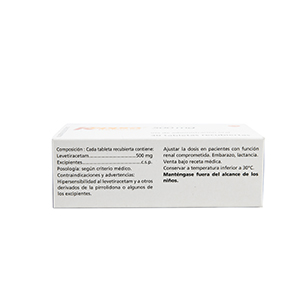 Composición : Cada tableta recubierta contiene:
Levetiracetam.....................500 mg
Excipientes...........................c.s.p.
Posología: según criterio médico.
Contraindicaciones y advertencias:
Hipersensibilidad al levetiracetam y a otros
derivados de la pirrolidona o algunos de
los excipientes.
Ajustar la dosis en pacientes con función
renal comprometida. Embarazo, lactancia.
Venta bajo receta médica.
Conservar a temperatura inferior a 30°C.
Manténgase fuera del alcance de los
niños.